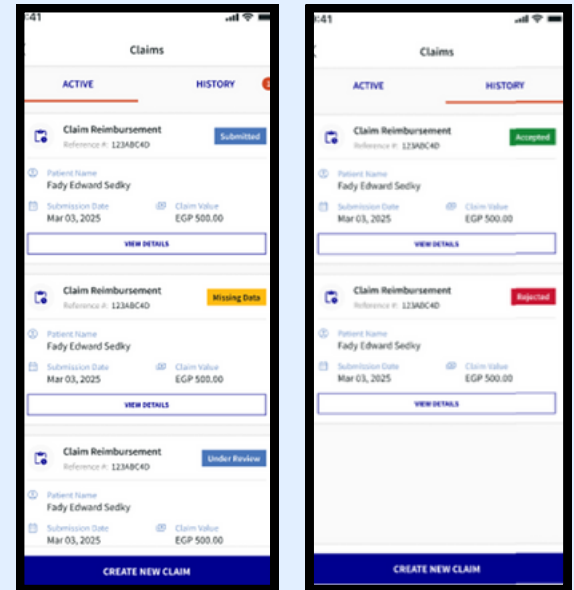 :41
Claims
ACTIVE HISTORY
Claim Reimbursement
Submitted
Reference #: 123ABC4D
Patient Name
Fady Edward Sedky
Submission Date Claim Value
Mar 03, 2025 EGP 500.00
VIEW DETAILS
Claim Reimbursement
Missing Data
Reference #: 123ABC4D
Patient Name
Fady Edward Sedky
Submission Date Claim Value
Mar 03, 2025 EGP 500.00
VIEW DETAILS
Claim Reimbursement
Under Review
Reference #: 123ABC4D
Patient Name
Fady Edward Sedky
Submission Date Claim Value
Mar 03, 2025 EGP 500.00
CREATE NEW CLAIM
:41
Claims
ACTIVE HISTORY
Claim Reimbursement
Accepted
Reference #: 123ABC4D
Patient Name
Fady Edward Sedky
Submission Date Claim Value
Mar 03, 2025 EGP 500.00
VIEW DETAILS
Claim Reimbursement
Rejected
Reference #: 123ABC4D
Patient Name
Fady Edward Sedky
Submission Date Claim Value
Mar 03, 2025 EGP 500.00
VIEW DETAILS
CREATE NEW CLAIM